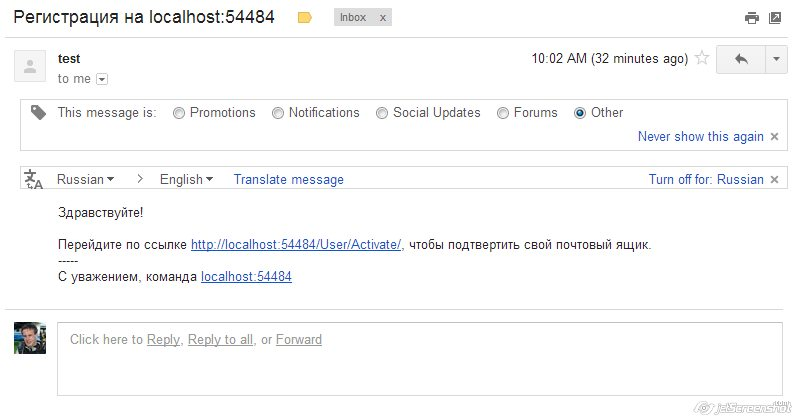 Регистрация на localhost:54484 Inbox x
test 10:02 AM (32 minutes ago)
to me
This message is: Promotions Notifications Social Updates Forums Other
Never show this again ×
Russian > English Translate message Turn off for: Russian ×
Здравствуйте!
Перейдите по ссылке http://localhost:54484/User/Activate/, чтобы подтвертить свой почтовый ящик.
-----
С уважением, команда localhost:54484
Click here to Reply, Reply to all, or Forward
jetScreenshot.com